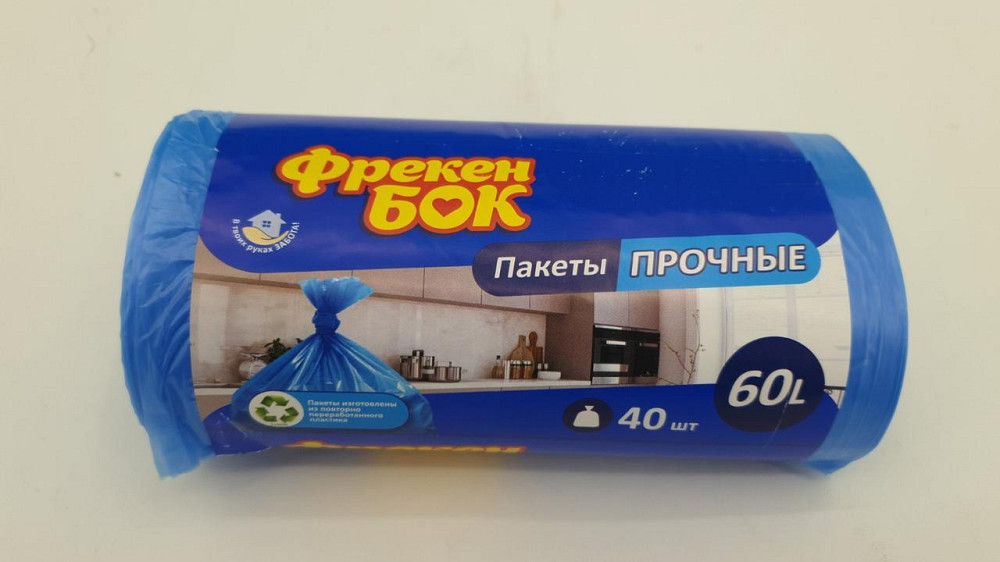 Фрекен
БОК
В твоих руках ЗАБОТА!
Пакеты ПРОЧНЫЕ
Пакеты изготовлены
из повторно
переработанного
пластика
40 шт
60L